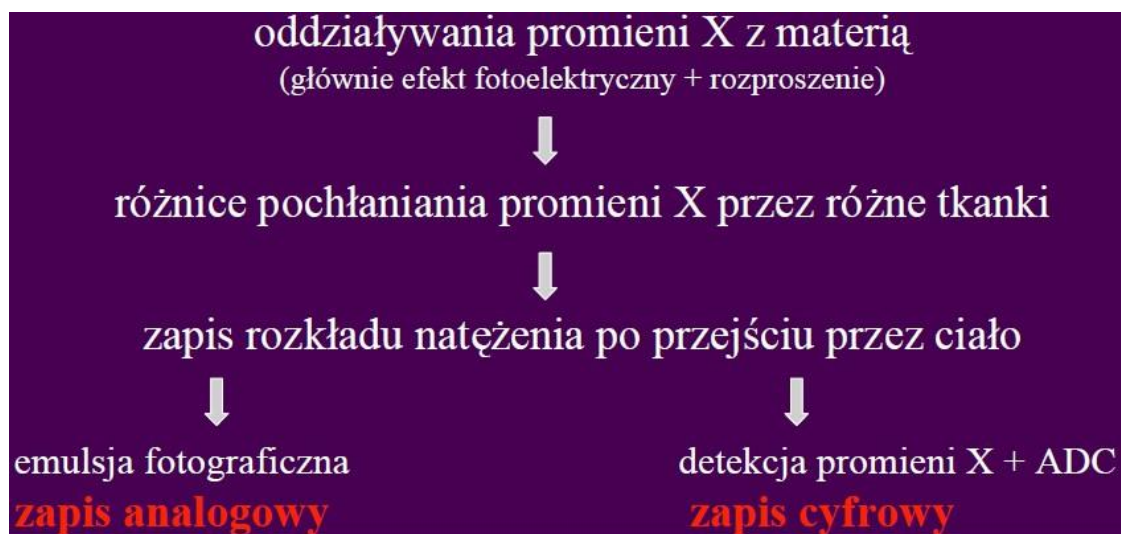 oddziaływania promieni X z materią
(głównie efekt fotoelektryczny + rozproszenie)
różnice pochłaniania promieni X przez różne tkanki
zapis rozkładu natężenia po przejściu przez ciało
emulsja fotograficzna
zapis analogowy
detekcja promieni X + ADC
zapis cyfrowy